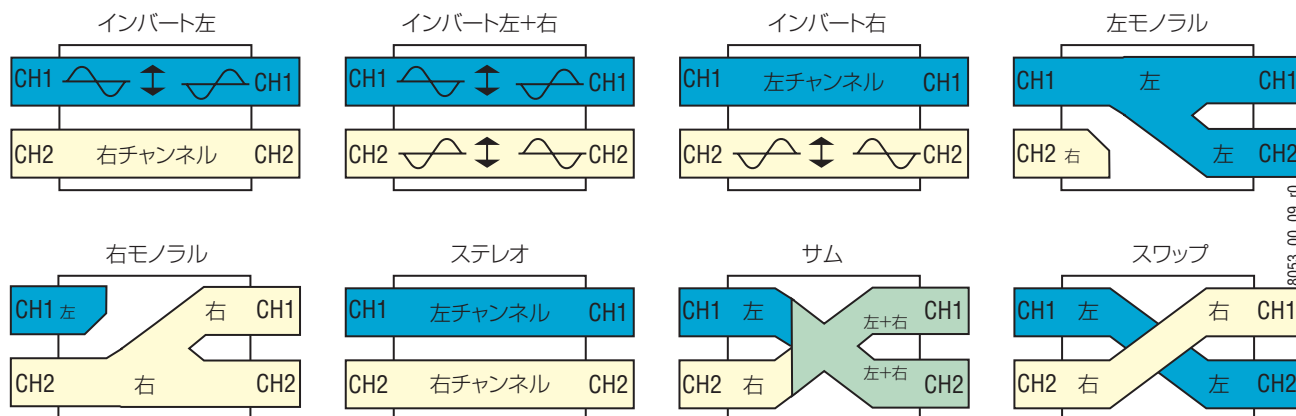 インバート左
CH1 CH1
CH2 右チャンネル CH2
インバート左+右
CH1 CH1
CH2 CH2
インバート右
CH1 左チャンネル CH1
CH2 CH2
左モノラル
CH1 左 CH1
CH2 右 左 CH2
右モノラル
CH1 左 右 CH1
CH2 右 CH2
ステレオ
CH1 左チャンネル CH1
CH2 右チャンネル CH2
サム
CH1 左 左+右 CH1
CH2 右 左+右 CH2
スワップ
CH1 左 右 CH1
CH2 右 左 CH2
8053_00_09_r0